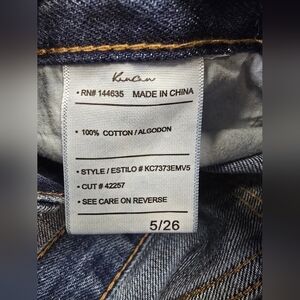 KanCan
• RN# 144635 MADE IN CHINA
• 100% COTTON / ALGODON
• STYLE / ESTILO # KC7373EMV5
• CUT # 42257
• SEE CARE ON REVERSE
5/26